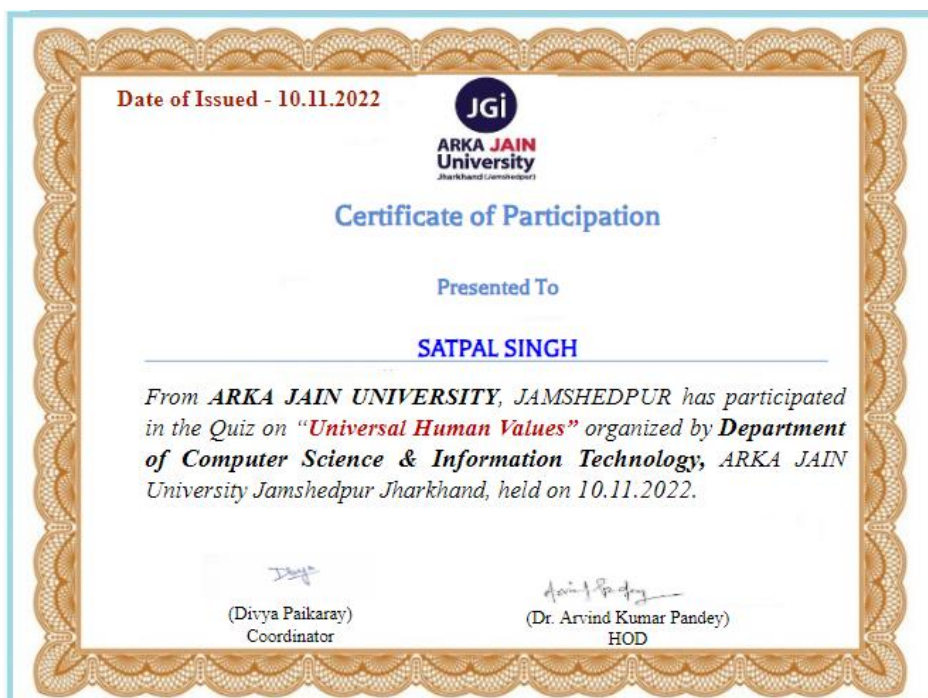 Date of Issued - 10.11.2022
JGi
ARKA JAIN
University
Jharkhand (Jamshedpur)
Certificate of Participation
Presented To
SATPAL SINGH
From ARKA JAIN UNIVERSITY, JAMSHEDPUR has participated
in the Quiz on “Universal Human Values” organized by Department
of Computer Science & Information Technology, ARKA JAIN
University Jamshedpur Jharkhand, held on 10.11.2022.
Divya
(Divya Paikaray)
Coordinator
(Dr. Arvind Kumar Pandey)
HOD